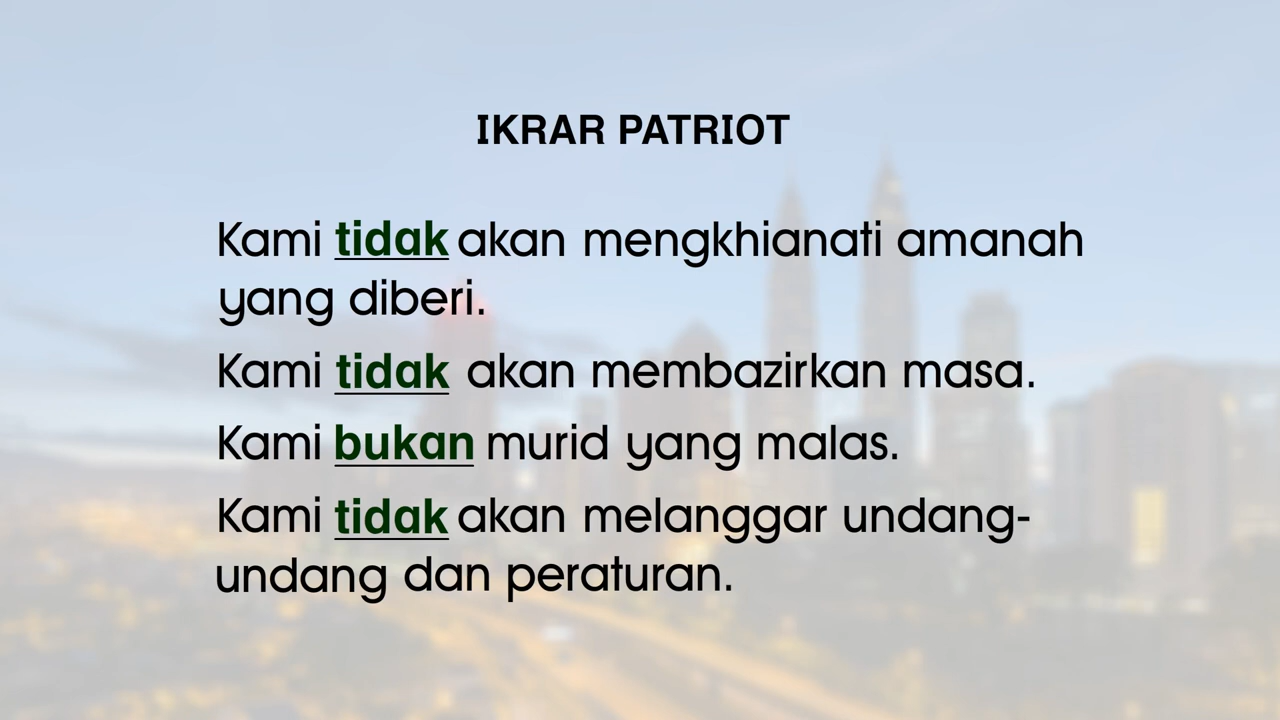 IKRAR PATRIOT
Kami tidak akan mengkhianati amanah
yang diberi.
Kami tidak akan membazirkan masa.
Kami bukan murid yang malas.
Kami tidak akan melanggar undang-
undang dan peraturan.